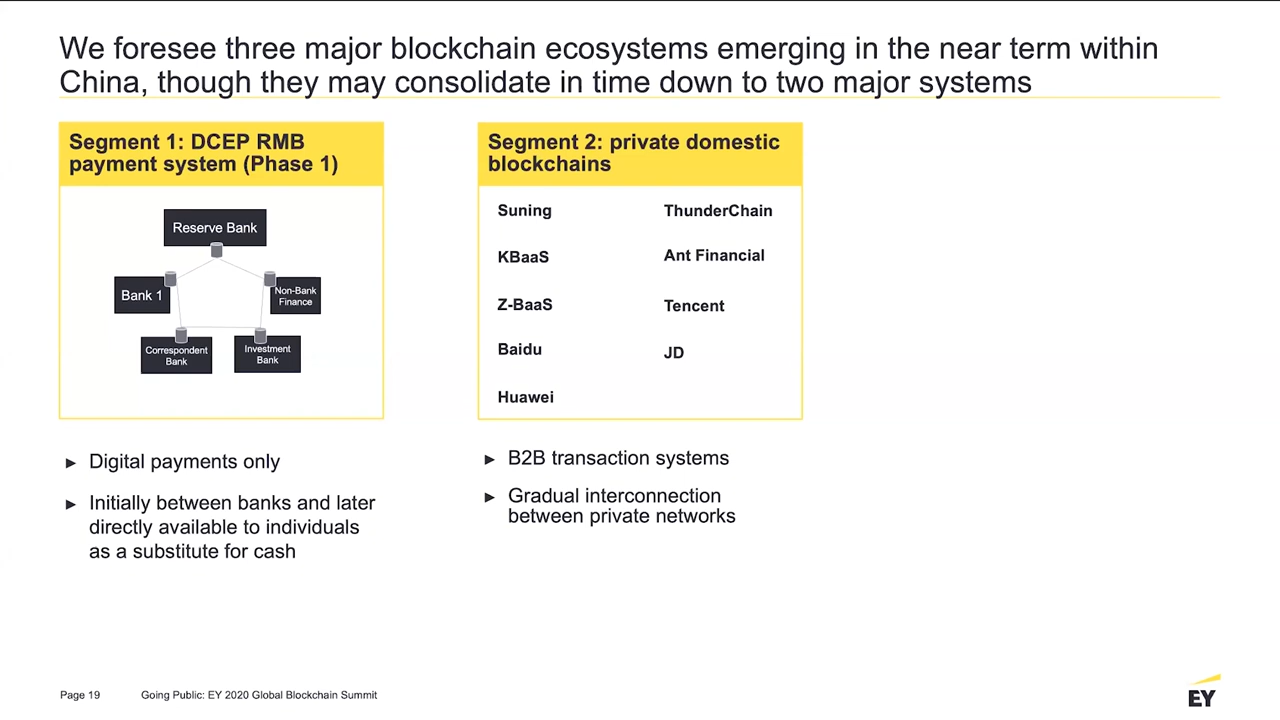 We foresee three major blockchain ecosystems emerging in the near term within
China, though they may consolidate in time down to two major systems
Segment 1: DCEP RMB
payment system (Phase 1)
Reserve Bank
Bank 1
Non-Bank
Finance
Correspondent
Bank
Investment
Bank
► Digital payments only
► Initially between banks and later
directly available to individuals
as a substitute for cash
Segment 2: private domestic
blockchains
Suning
ThunderChain
KBaaS
Ant Financial
Z-BaaS
Tencent
Baidu
JD
Huawei
► B2B transaction systems
► Gradual interconnection
between private networks
Page 19
Going Public: EY 2020 Global Blockchain Summit
EY